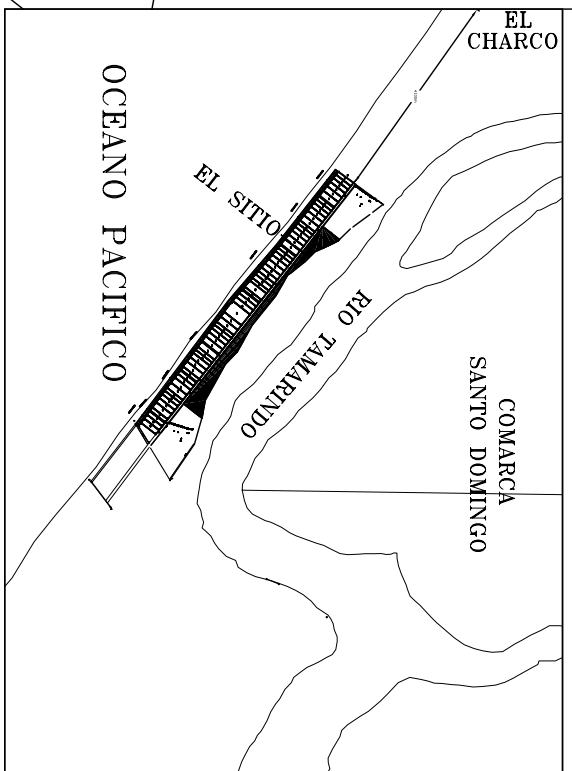 EL
CHARCO
OCEANO PACIFICO
EL SITIO
RIO TAMARINDO
COMARCA
SANTO DOMINGO